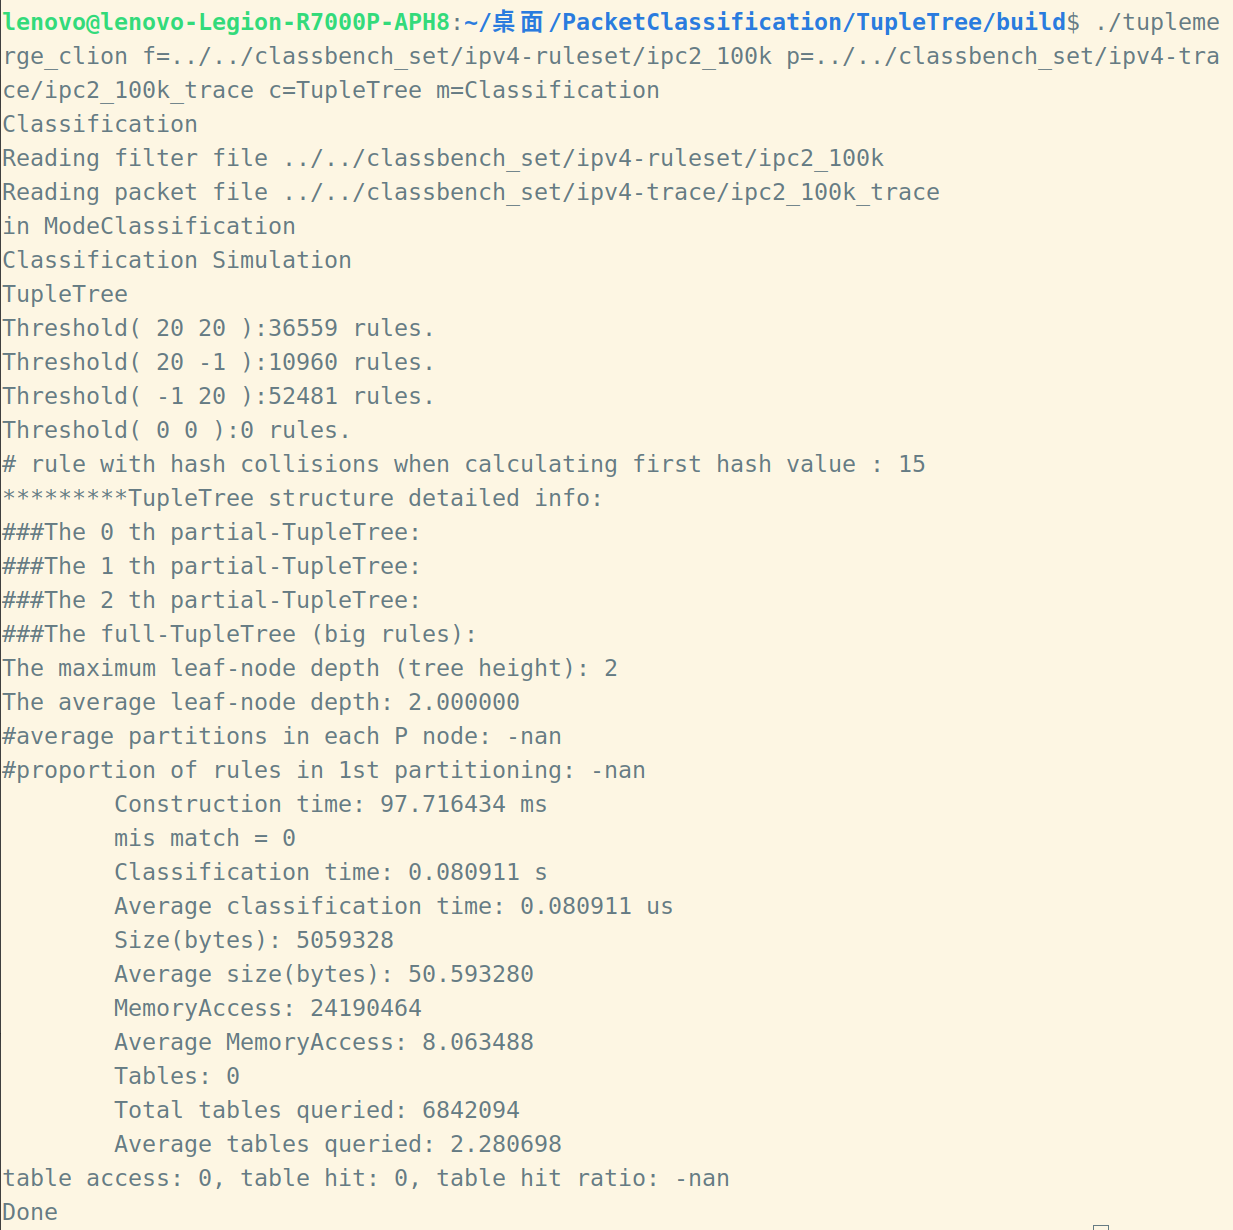 lenovo@lenovo-Legion-R7000P-APH8:~/桌面/PacketClassification/TupleTree/build$ ./tupleme
rge_clion f=../../classbench_set/ipv4-ruleset/ipc2_100k p=../../classbench_set/ipv4-tra
ce/ipc2_100k_trace c=TupleTree m=Classification
Classification
Reading filter file ../../classbench_set/ipv4-ruleset/ipc2_100k
Reading packet file ../../classbench_set/ipv4-trace/ipc2_100k_trace
in ModeClassification
Classification Simulation
TupleTree
Threshold( 20 20 ):36559 rules.
Threshold( 20 -1 ):10960 rules.
Threshold( -1 20 ):52481 rules.
Threshold( 0 0 ):0 rules.
# rule with hash collisions when calculating first hash value : 15
*********TupleTree structure detailed info:
###The 0 th partial-TupleTree:
###The 1 th partial-TupleTree:
###The 2 th partial-TupleTree:
###The full-TupleTree (big rules):
The maximum leaf-node depth (tree height): 2
The average leaf-node depth: 2.000000
#average partitions in each P node: -nan
#proportion of rules in 1st partitioning: -nan
        Construction time: 97.716434 ms
        mis match = 0
        Classification time: 0.080911 s
        Average classification time: 0.080911 us
        Size(bytes): 5059328
        Average size(bytes): 50.593280
        MemoryAccess: 24190464
        Average MemoryAccess: 8.063488
        Tables: 0
        Total tables queried: 6842094
        Average tables queried: 2.280698
table access: 0, table hit: 0, table hit ratio: -nan
Done